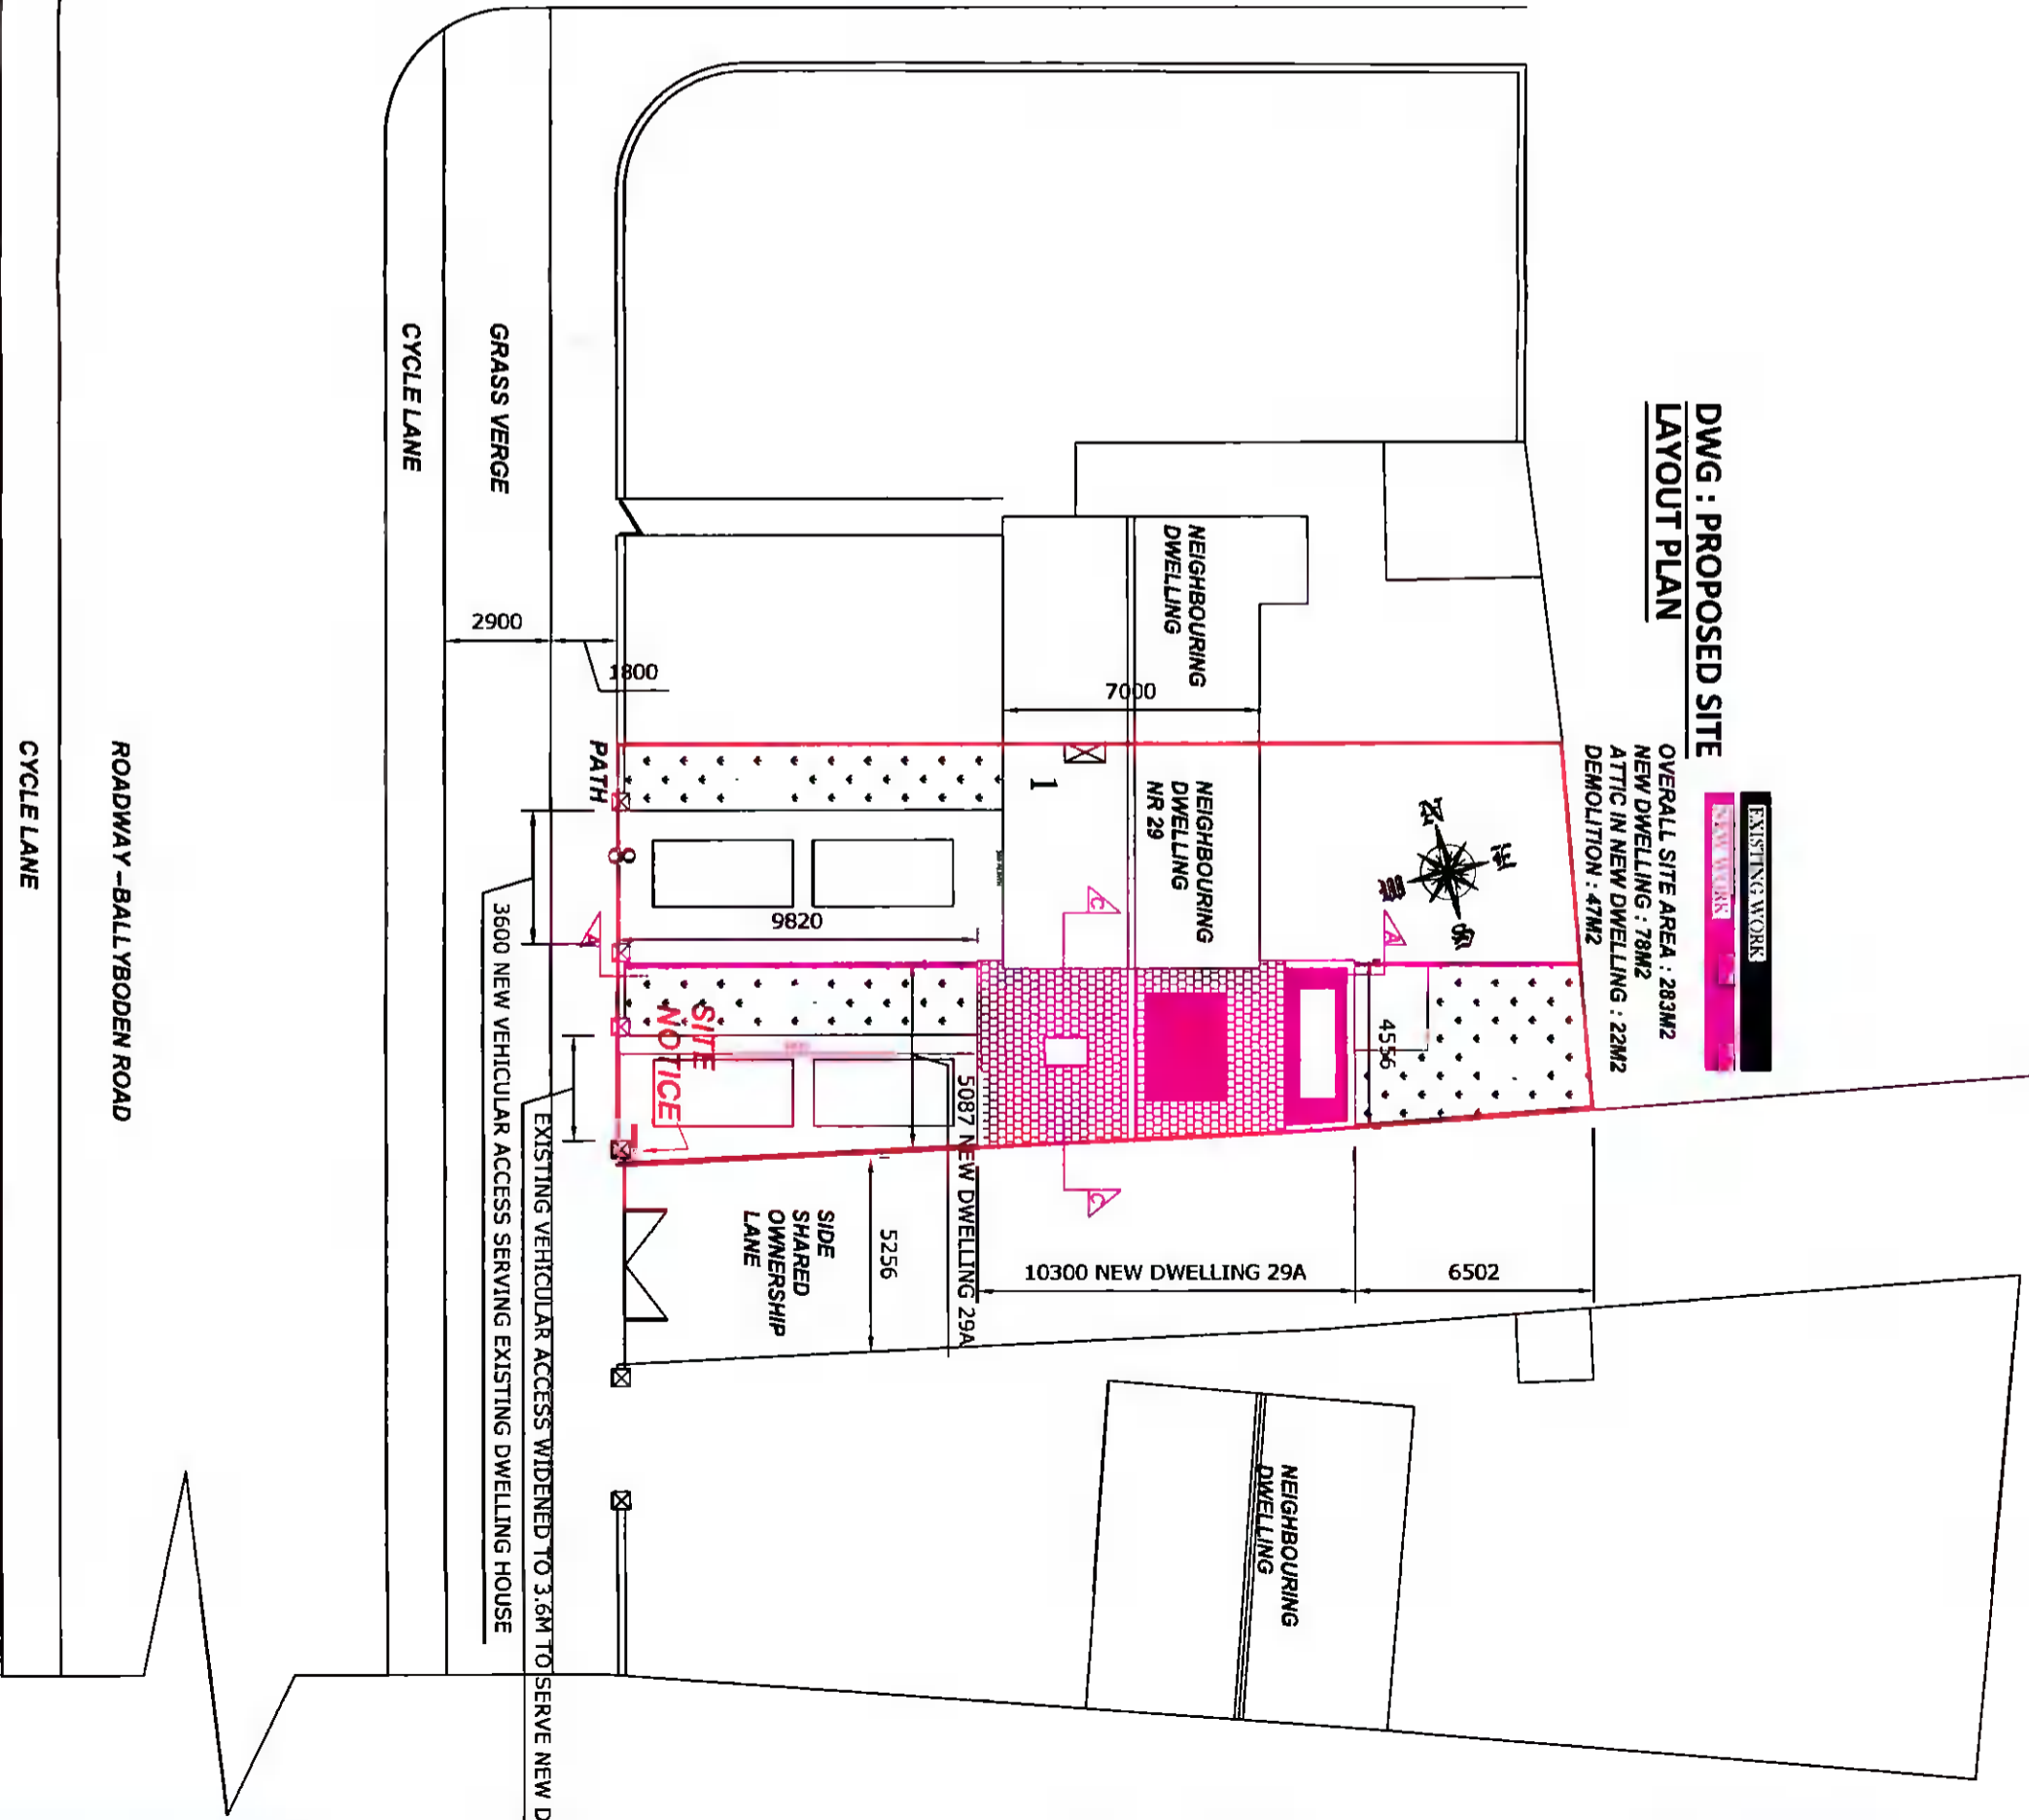 DWG : PROPOSED SITE
LAYOUT PLAN
EXISTING WORK
NEW WORK
OVERALL SITE AREA : 283M2
NEW DWELLING : 78M2
ATTIC IN NEW DWELLING : 22M2
DEMOLITION : 47M2
NEIGHBOURING
DWELLING
7000
NEIGHBOURING
DWELLING
NR 29
1
C
A
4556
9820
A
8
PATH
1800
2900
GRASS VERGE
CYCLE LANE
ROADWAY –BALLYBODEN ROAD
CYCLE LANE
3600 NEW VEHICULAR ACCESS SERVING EXISTING DWELLING HOUSE
EXISTING VEHICULAR ACCESS WIDENED TO 3.6M TO SERVE NEW D
SITE
NOTICE
5087 NEW DWELLING 29A
C
10300 NEW DWELLING 29A
6502
5256
SIDE
SHARED
OWNERSHIP
LANE
NEIGHBOURING
DWELLING